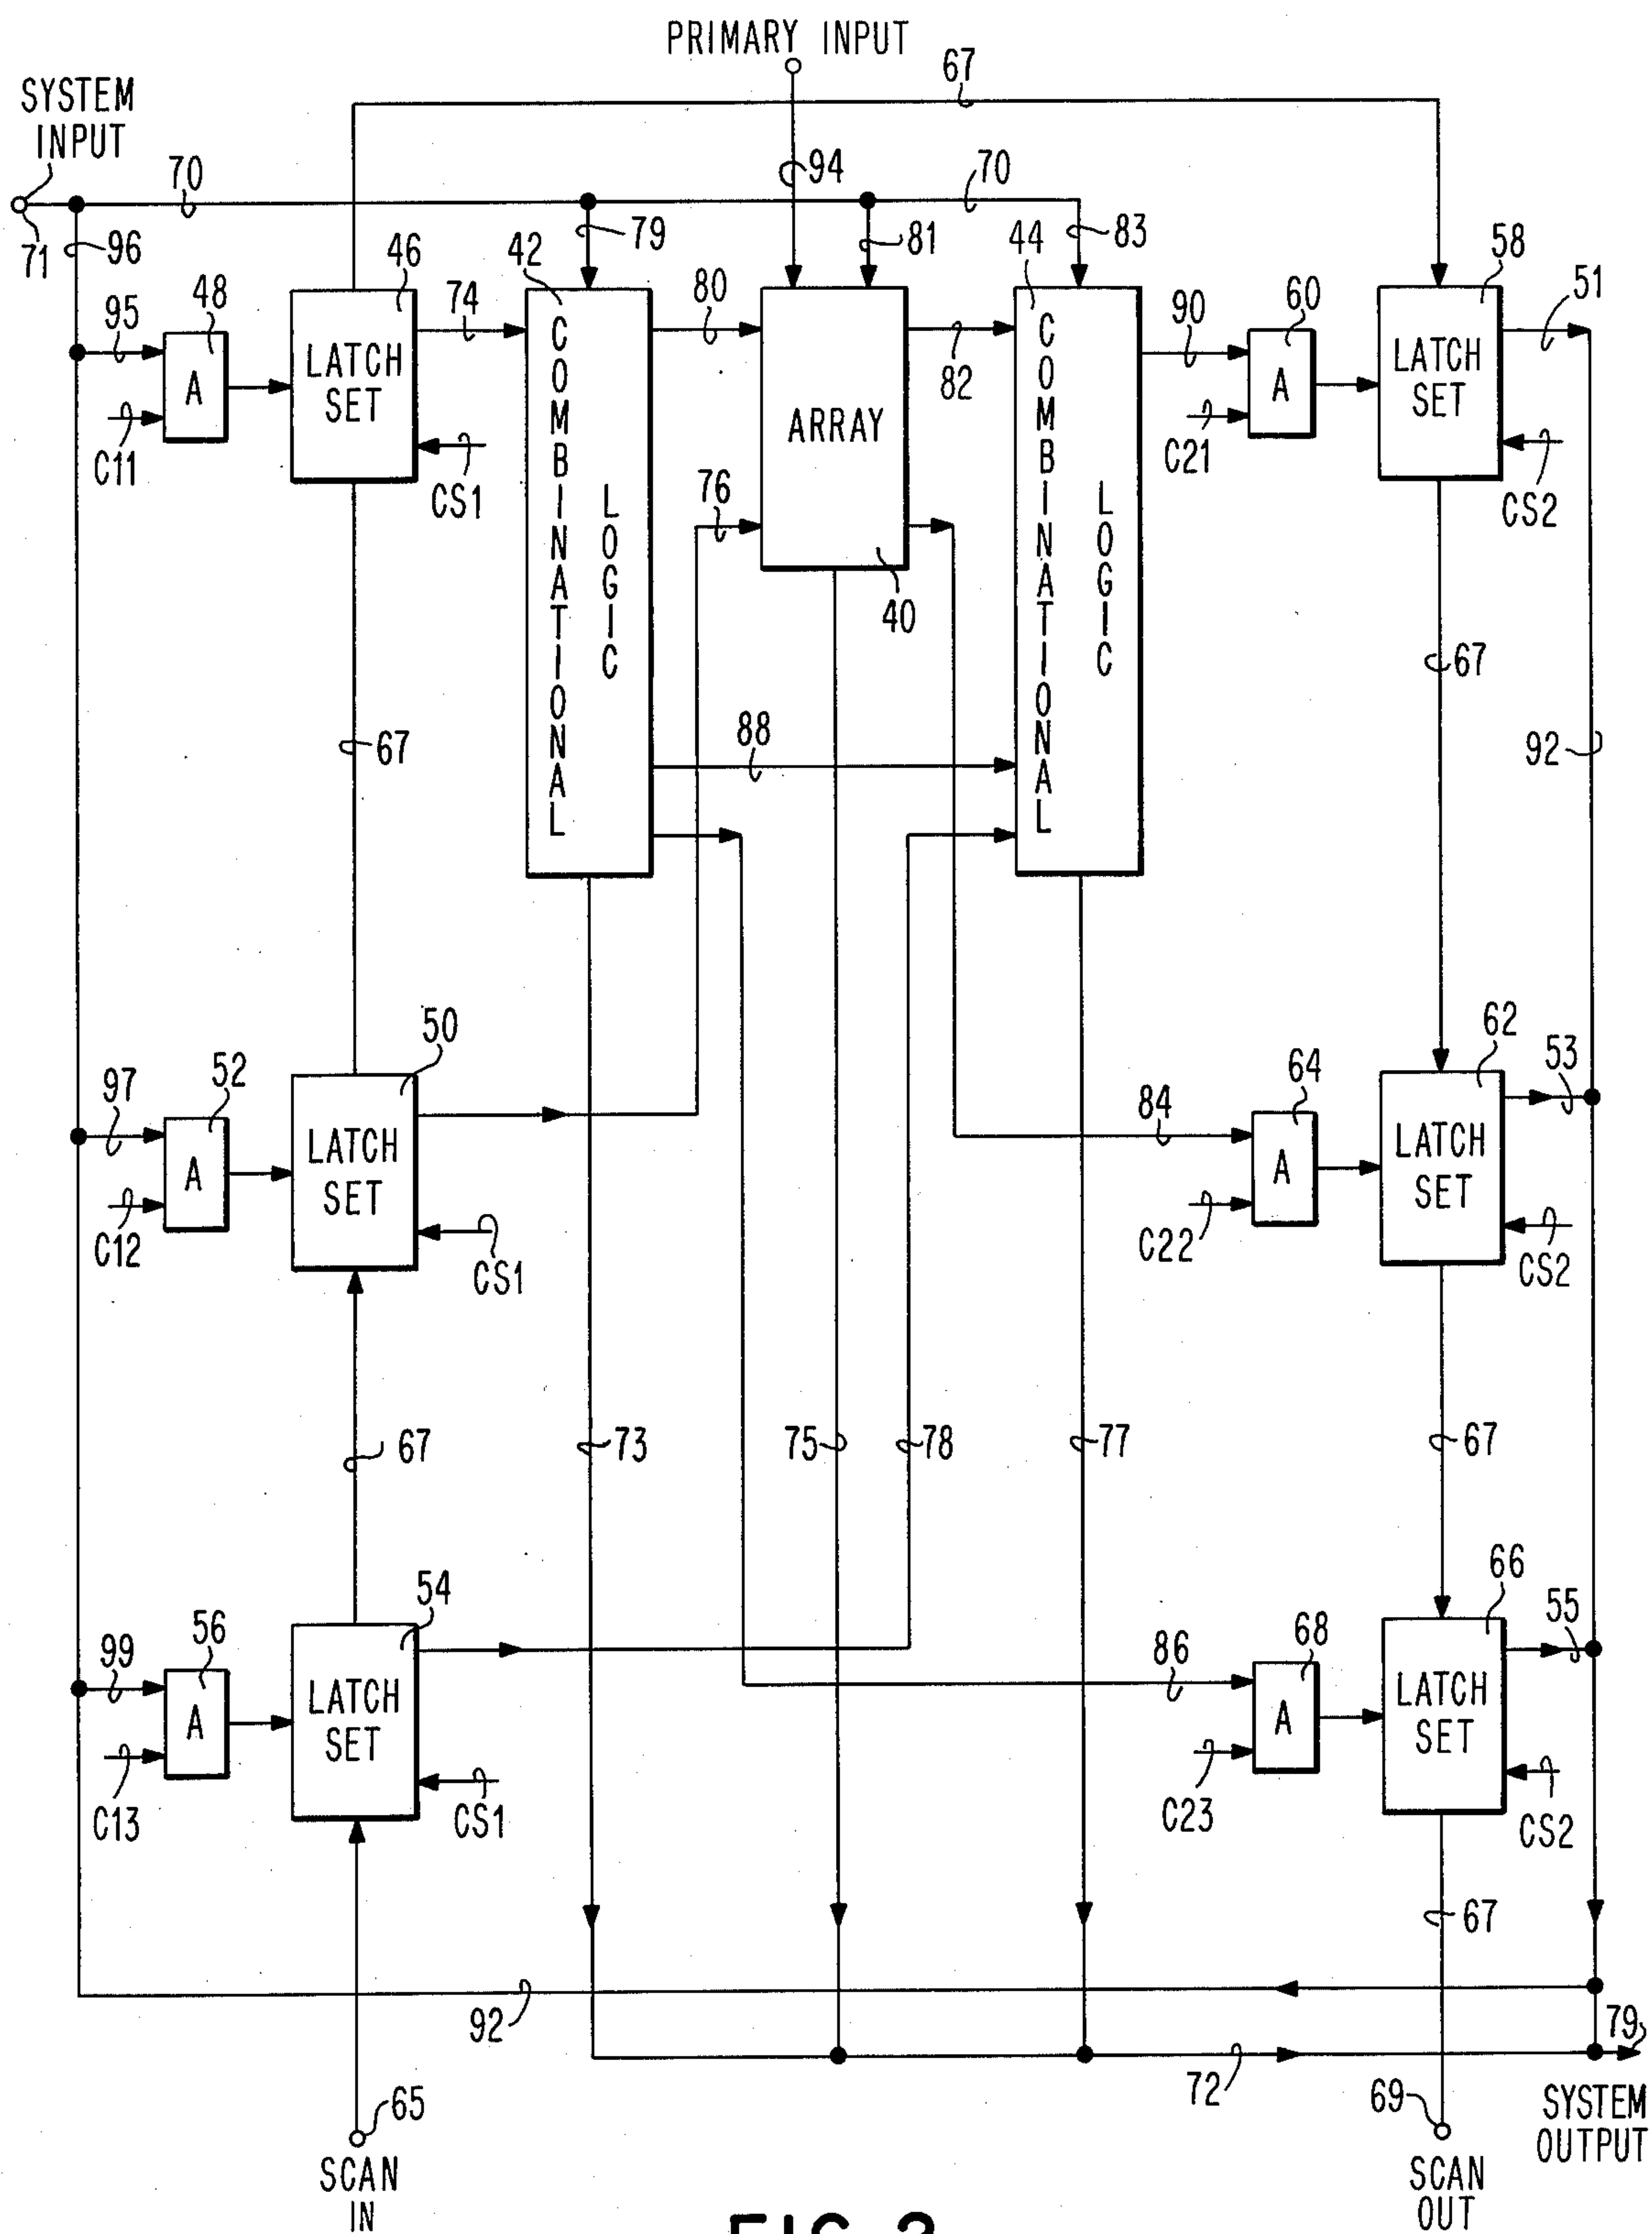 PRIMARY INPUT
67
SYSTEM
INPUT
70
94
70
71
96
79
81
83
46
42
44
58
51
95
48
74
80
82
90
60
A
LATCH
SET
COMBINATIONAL
LOGIC
ARRAY
COMBINATIONAL
LOGIC
A
LATCH
SET
C11
CS1
76
C21
CS2
40
67
67
88
92
50
62
53
97
52
84
64
A
LATCH
SET
A
LATCH
SET
C12
CS1
C22
CS2
67
73
75
78
77
67
54
66
55
99
56
86
68
A
LATCH
SET
A
LATCH
SET
C13
CS1
C23
CS2
67
92
79
72
65
69
SYSTEM
OUTPUT
SCAN
IN
SCAN
OUT